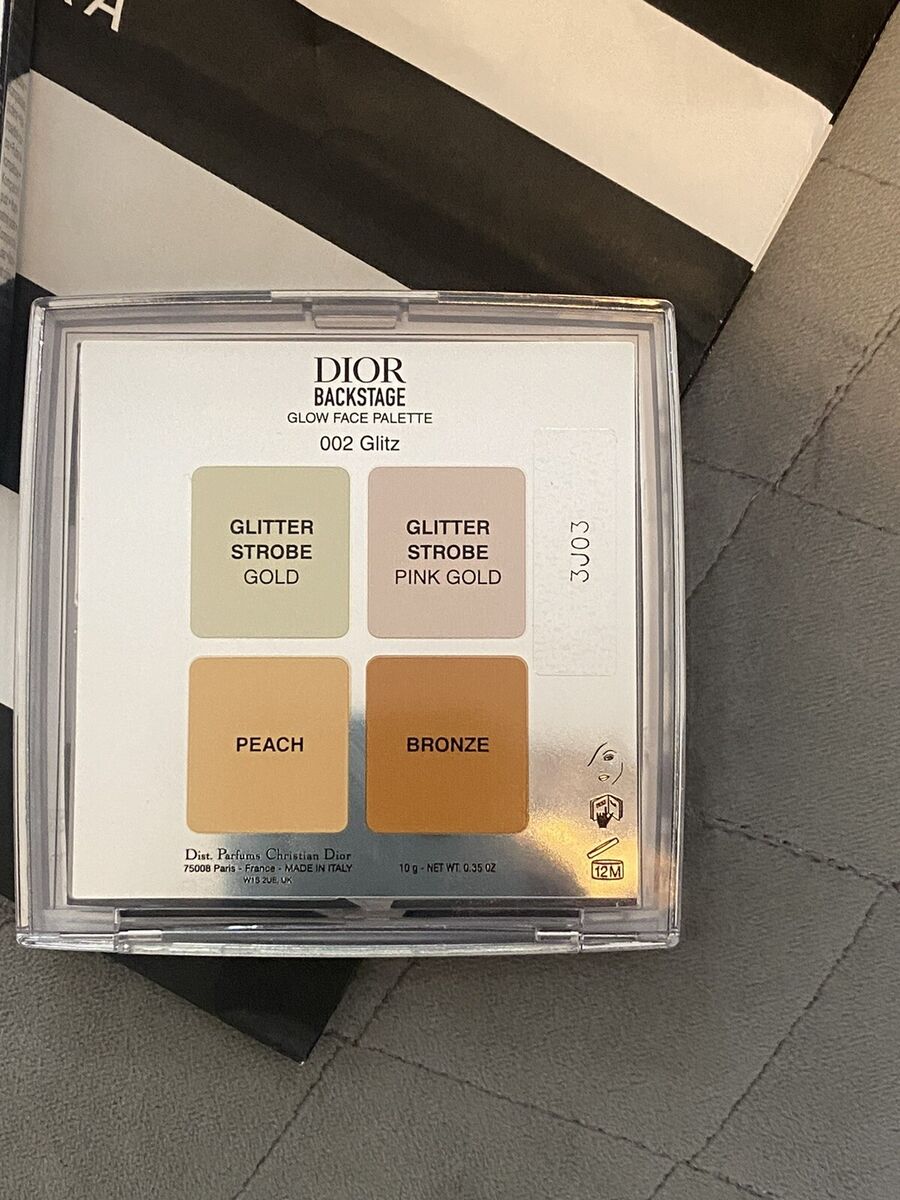 RA
DIOR
BACKSTAGE
GLOW FACE PALETTE
002 Glitz
GLITTER
STROBE
GOLD
GLITTER
STROBE
PINK GOLD
3J03
PEACH
BRONZE
Dist. Parfums Christian Dior
75008 Paris - France - MADE IN ITALY
W1S 2UE, UK
10 g - NET WT. 0.35 OZ
12M